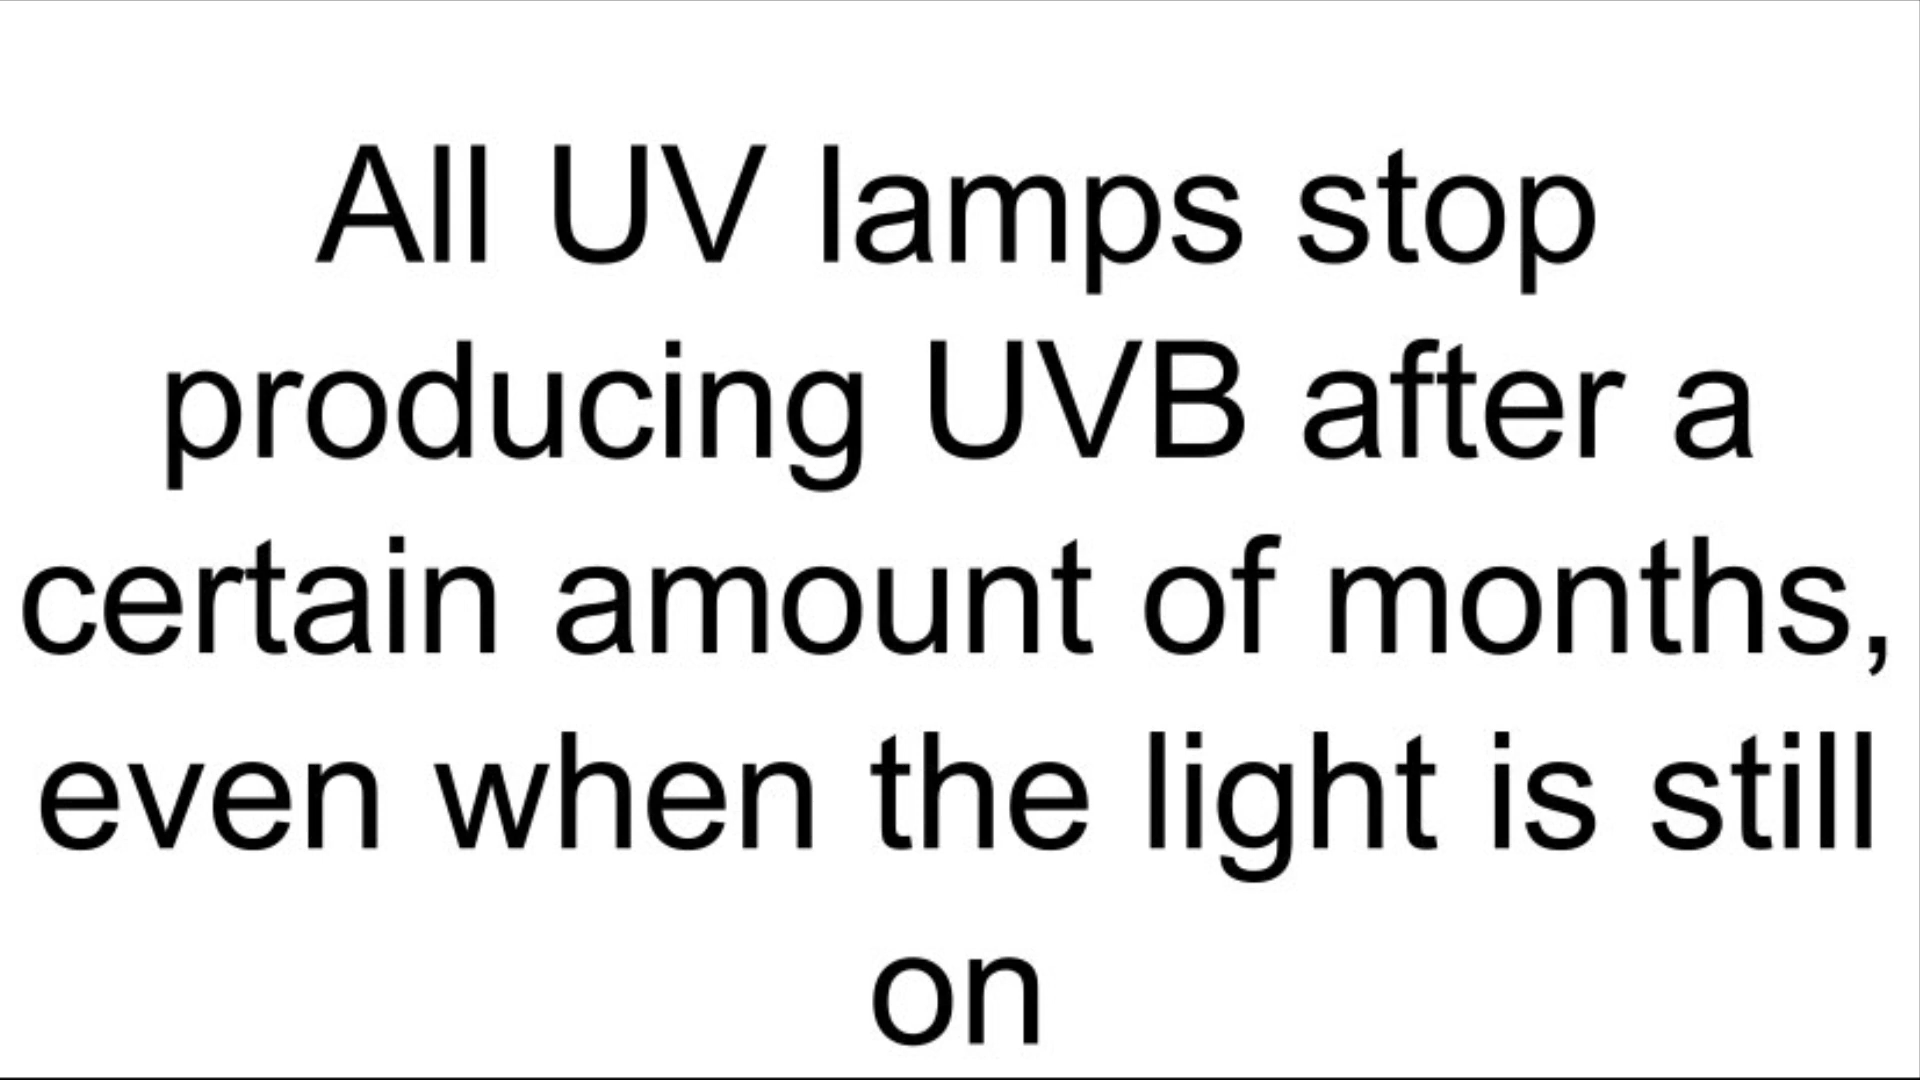 All UV lamps stop
producing UVB after a
certain amount of months,
even when the light is still
on